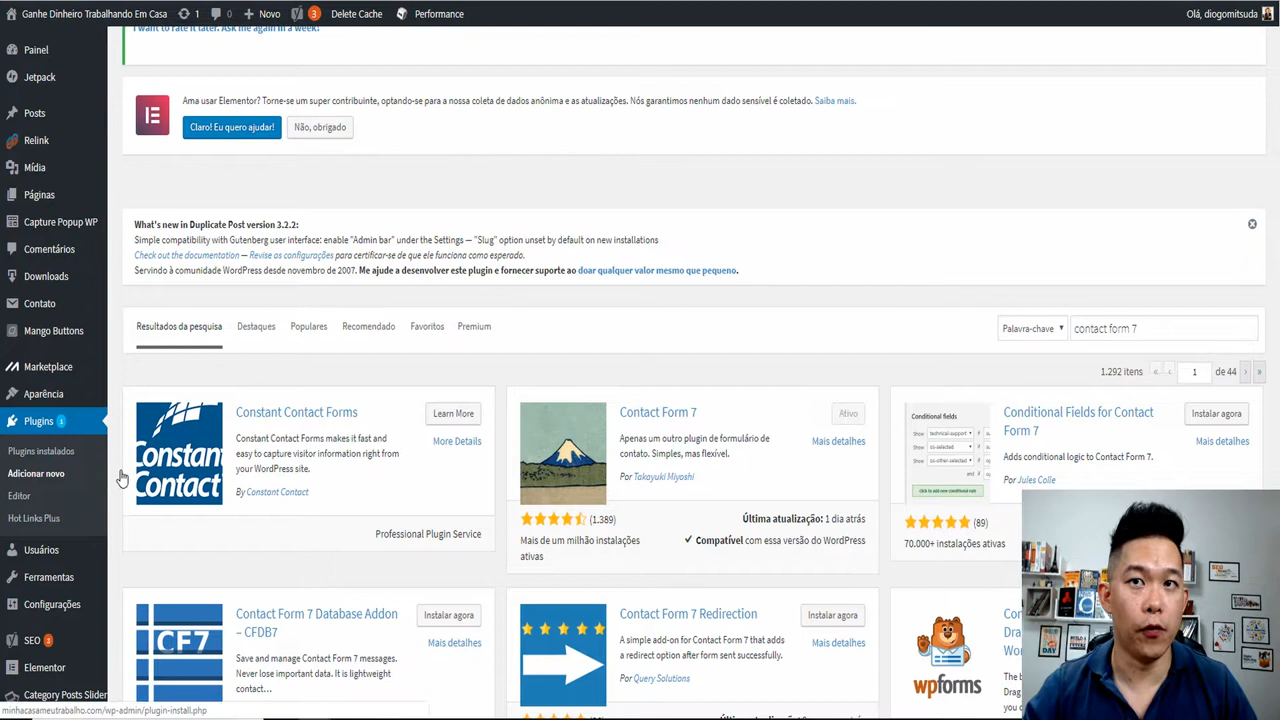 Ganhe Dinheiro Trabalhando Em Casa 1 0 Novo 3 Delete Cache Performance Olá, diogomitsuda
I want to rate it later. Ask me again in a week!
Painel
Jetpack
Posts
Relink
Mídia
Páginas
Capture Popup WP
Comentários
Downloads
Contato
Mango Buttons
Marketplace
Aparência
Plugins 1
Plugins instalados
Adicionar novo
Editor
Hot Links Plus
Usuários
Ferramentas
Configurações
SEO 3
Elementor
Category Posts Slider
minhacasameutrabalho.com/wp-admin/plugin-install.php
Ama usar Elementor? Torne-se um super contribuinte, optando-se para a nossa coleta de dados anônima e as atualizações. Nós garantimos nenhum dado sensível é coletado. Saiba mais.
Claro! Eu quero ajudar! Não, obrigado
What's new in Duplicate Post version 3.2.2:
Simple compatibility with Gutenberg user interface: enable "Admin bar" under the Settings — "Slug" option unset by default on new installations
Check out the documentation — Revise as configurações para certificar-se de que ele funciona como esperado.
Servindo à comunidade WordPress desde novembro de 2007. Me ajude a desenvolver este plugin e fornecer suporte ao doar qualquer valor mesmo que pequeno.
Resultados da pesquisa Destaques Populares Recomendado Favoritos Premium Palavra-chave contact form 7
1.292 itens « ‹ 1 de 44 › »
Constant Contact
Constant Contact Forms
Learn More
More Details
Constant Contact Forms makes it fast and
easy to capture visitor information right from
your WordPress site.
By Constant Contact
Professional Plugin Service
Contact Form 7
Ativo
Mais detalhes
Apenas um outro plugin de formulário de
contato. Simples, mas flexível.
Por Takayuki Miyoshi
(1.389)
Mais de um milhão instalações
ativas
Última atualização: 1 dia atrás
Compatível com essa versão do WordPress
Conditional fields
Conditional Fields for Contact
Form 7
Instalar agora
Mais detalhes
Adds conditional logic to Contact Form 7.
Por Jules Colle
(89)
70.000+ instalações ativas
CF7
Contact Form 7 Database Addon
– CFDB7
Instalar agora
Mais detalhes
Save and manage Contact Form 7 messages.
Never lose important data. It is lightweight
contact…
Contact Form 7 Redirection
Instalar agora
Mais detalhes
A simple add-on for Contact Form 7 that adds
a redirect option after form sent successfully.
Por Query Solutions
wpforms